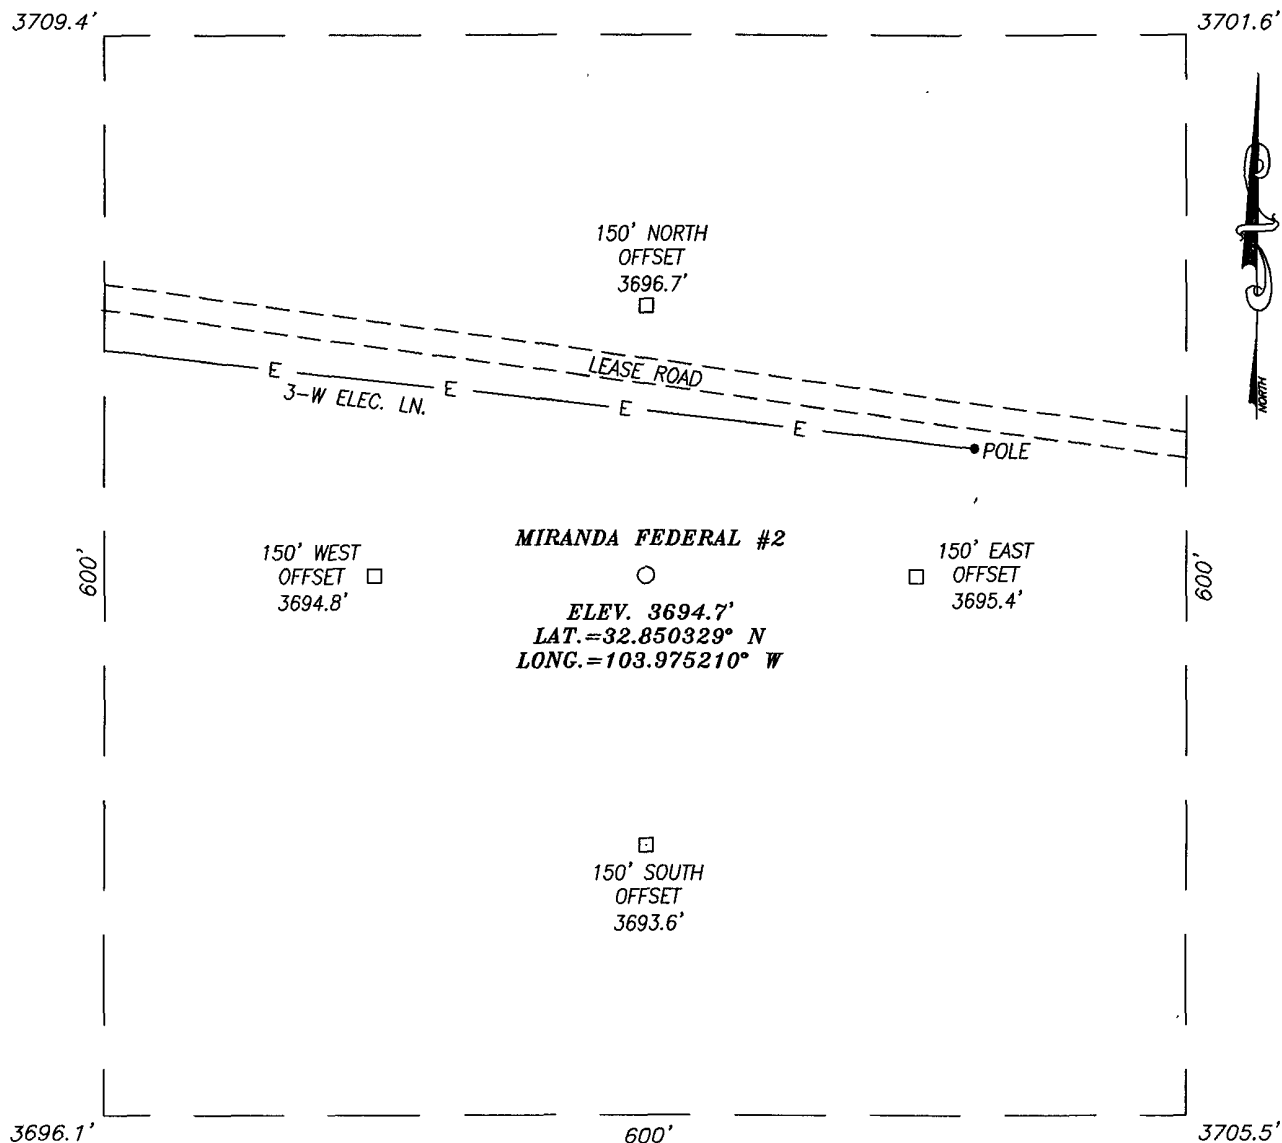 3709.4'
3701.6'
150' NORTH
OFFSET
3696.7'
NORTH
LEASE ROAD
E
E
E
E
3-W ELEC. LN.
POLE
MIRANDA FEDERAL #2
150' WEST
OFFSET
3694.8'
150' EAST
OFFSET
3695.4'
600'
600'
ELEV. 3694.7'
LAT.=32.850329° N
LONG.=103.975210° W
150' SOUTH
OFFSET
3693.6'
3696.1'
600'
3705.5'